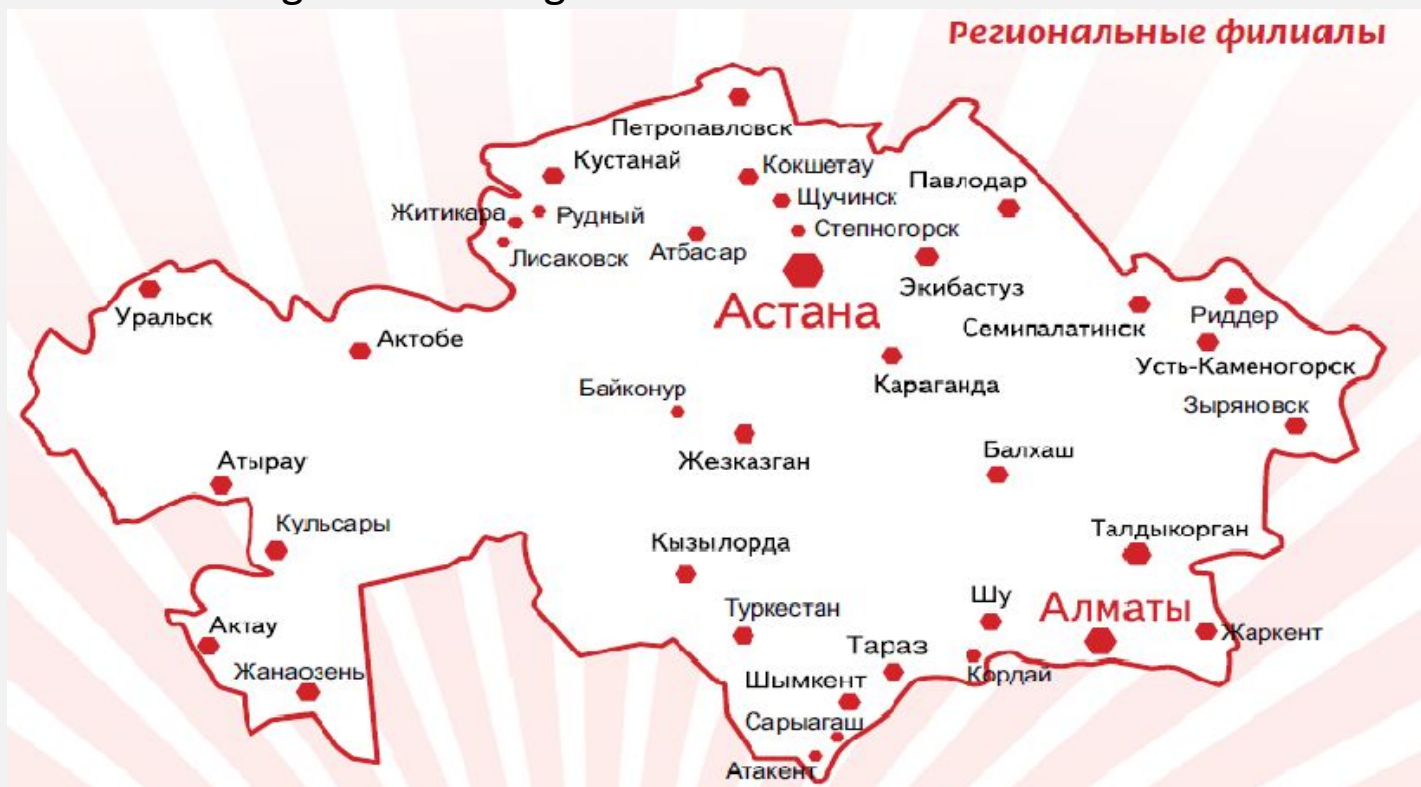 Региональные филиалы
Петропавловск
Кустанай
Кокшетау
Павлодар
Щучинск
Житикара
Рудный
Степногорск
Лисаковск
Атбасар
Экибастуз
Астана
Уральск
Семипалатинск
Риддер
Актобе
Усть-Каменогорск
Караганда
Байконур
Зыряновск
Жезказган
Балхаш
Атырау
Кульсары
Талдыкорган
Кызылорда
Шу
Алматы
Туркестан
Актау
Жаркент
Тараз
Жанаозень
Кордай
Шымкент
Сарыагаш
Атакент